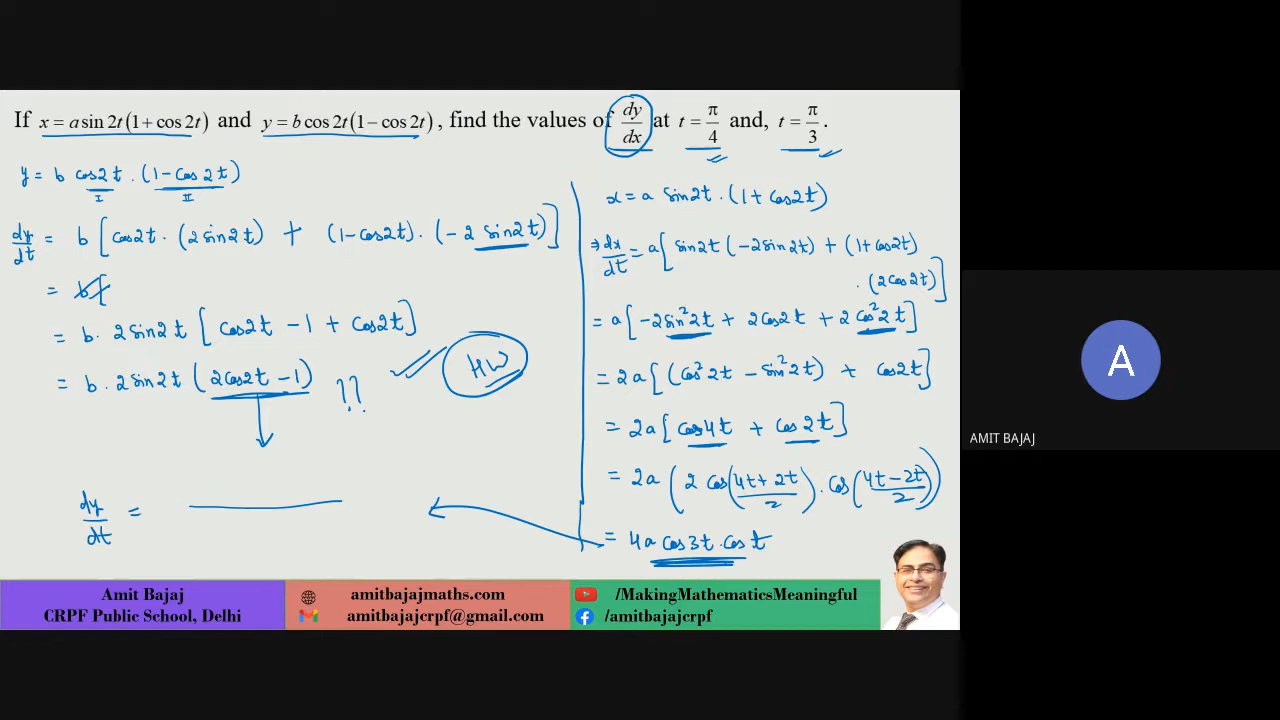 If x = a sin 2t(1+cos 2t) and y = b cos 2t(1−cos 2t), find the values of dy/dx at t = π/4 and, t = π/3.
y = b cos2t . (1-cos 2t)
I II
dy/dt = b [cos2t. (2sin2t) + (1-cos2t). (-2 sin2t)]
= b[
= b. 2sin2t [cos2t -1 + cos2t]
= b. 2sin2t (2cos2t -1) ??
HW
dy/dt =
x = a sin2t . (1+ cos2t)
⇒ dx/dt = a[sin2t (-2sin2t) + (1+cos2t)
. (2cos2t)]
= a[-2sin²2t + 2cos2t + 2 cos²2t]
= 2a[(cos²2t - sin²2t) + cos2t]
= 2a[cos4t + cos2t]
= 2a (2 cos(4t+2t/2) . cos(4t-2t/2))
= 4a cos3t . cos t
Amit Bajaj
CRPF Public School, Delhi
amitbajajmaths.com
amitbajajcrpf@gmail.com
/MakingMathematicsMeaningful
/amitbajajcrpf
A
AMIT BAJAJ